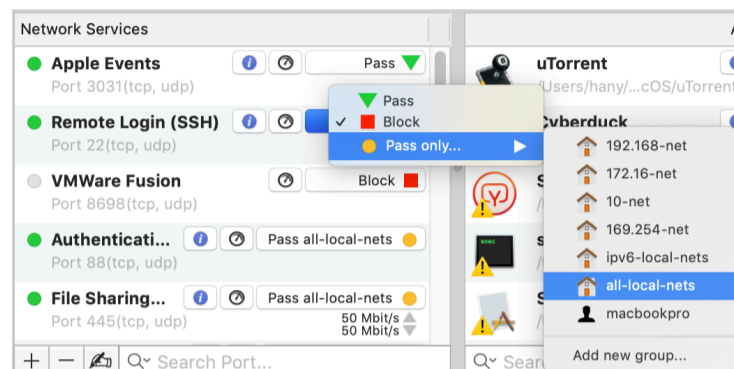 Network Services
Apple Events
Pass
Port 3031(tcp, udp)
Remote Login (SSH)
Port 22(tcp, udp)
VMWare Fusion
Block
Port 8698(tcp, udp)
Authenticati...
Pass all-local-nets
Port 88(tcp, udp)
File Sharing...
Pass all-local-nets
Port 445(tcp, udp)
50 Mbit/s
50 Mbit/s
Search Port...
Pass
Block
Pass only...
uTorrent
/Users/hany/...cOS/uTorrent
Cyberduck
exec
192.168-net
172.16-net
10-net
169.254-net
ipv6-local-nets
all-local-nets
macbookpro
Add new group...